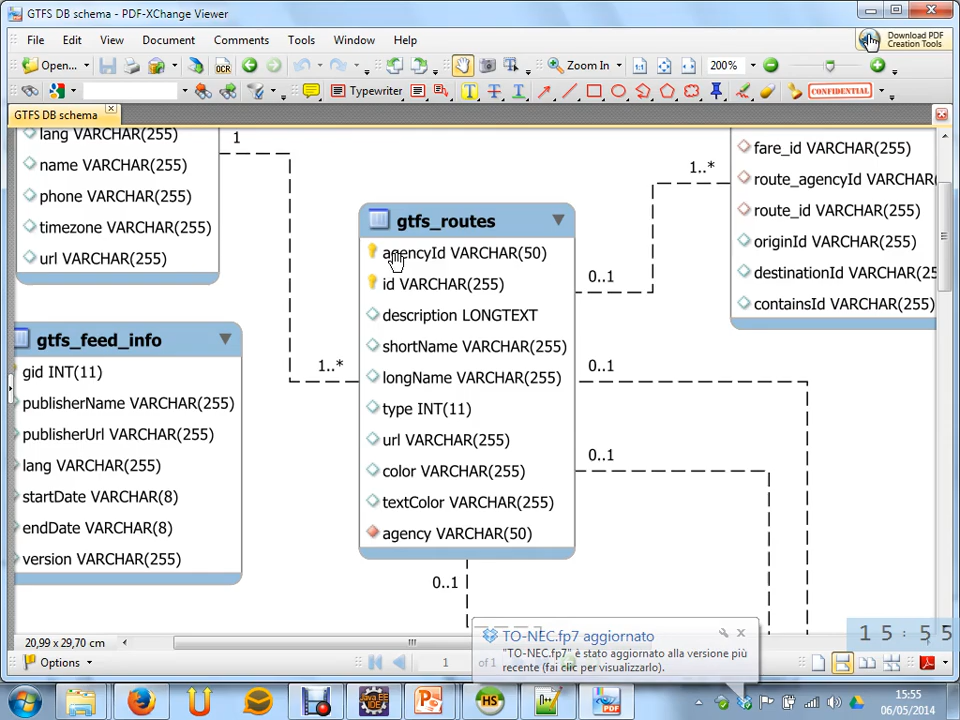 GTFS DB schema - PDF-XChange Viewer
File Edit View Document Comments Tools Window Help
Download PDF
Creation Tools
Open... OCR Zoom In 200%
Typewriter CONFIDENTIAL
GTFS DB schema
lang VARCHAR(255)
name VARCHAR(255)
phone VARCHAR(255)
timezone VARCHAR(255)
url VARCHAR(255)
1
1..*
gtfs_feed_info
gid INT(11)
publisherName VARCHAR(255)
publisherUrl VARCHAR(255)
lang VARCHAR(255)
startDate VARCHAR(8)
endDate VARCHAR(8)
version VARCHAR(255)
gtfs_routes
agencyId VARCHAR(50)
id VARCHAR(255)
description LONGTEXT
shortName VARCHAR(255)
longName VARCHAR(255)
type INT(11)
url VARCHAR(255)
color VARCHAR(255)
textColor VARCHAR(255)
agency VARCHAR(50)
0..1
1..*
0..1
0..1
0..1
fare_id VARCHAR(255)
route_agencyId VARCHAR(
route_id VARCHAR(255)
originId VARCHAR(255)
destinationId VARCHAR(25
containsId VARCHAR(255)
TO-NEC.fp7 aggiornato
"TO-NEC.fp7" è stato aggiornato alla versione più
recente (fai clic per visualizzarlo).
15:55
20,99 x 29,70 cm
Options 1 of 1
U Java EE IDE P HS PDF
15:55
06/05/2014